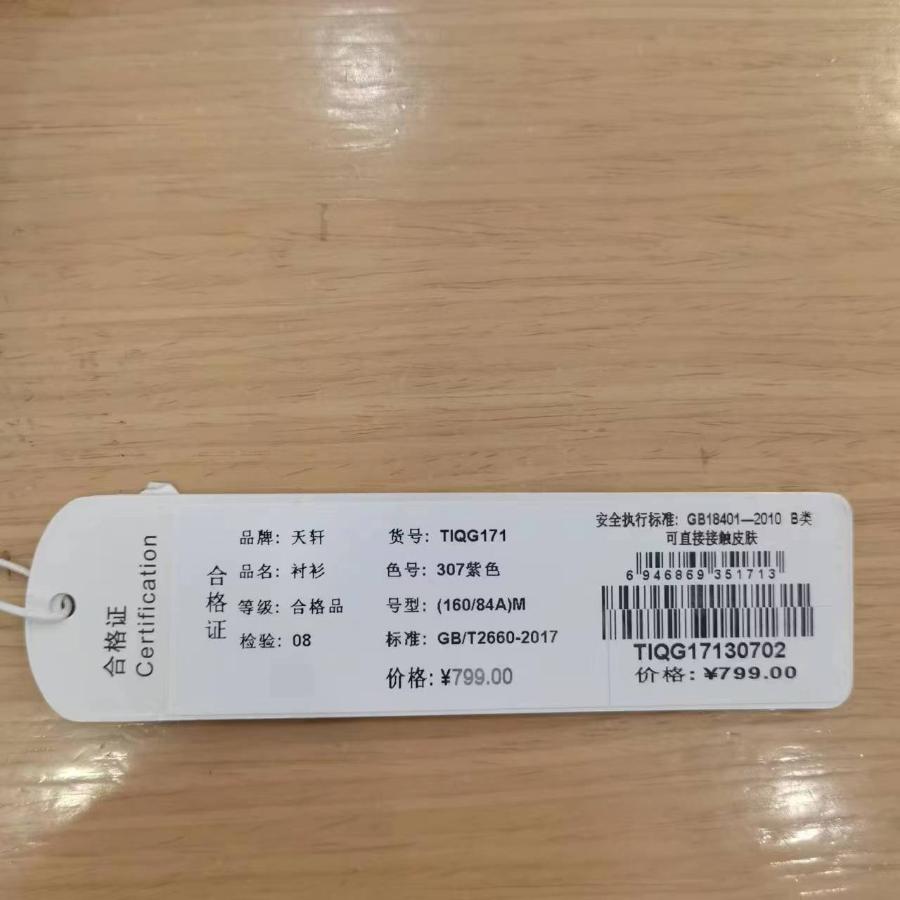 合格证
Certification
合格证
品牌: 天轩
品名: 衬衫
等级: 合格品
检验: 08
货号: TIQG171
色号: 307紫色
号型: (160/84A)M
标准: GB/T2660-2017
价格: ¥799.00
安全执行标准: GB18401—2010 B类
可直接接触皮肤
6 946869 351713
TIQG17130702
价格: ¥799.00